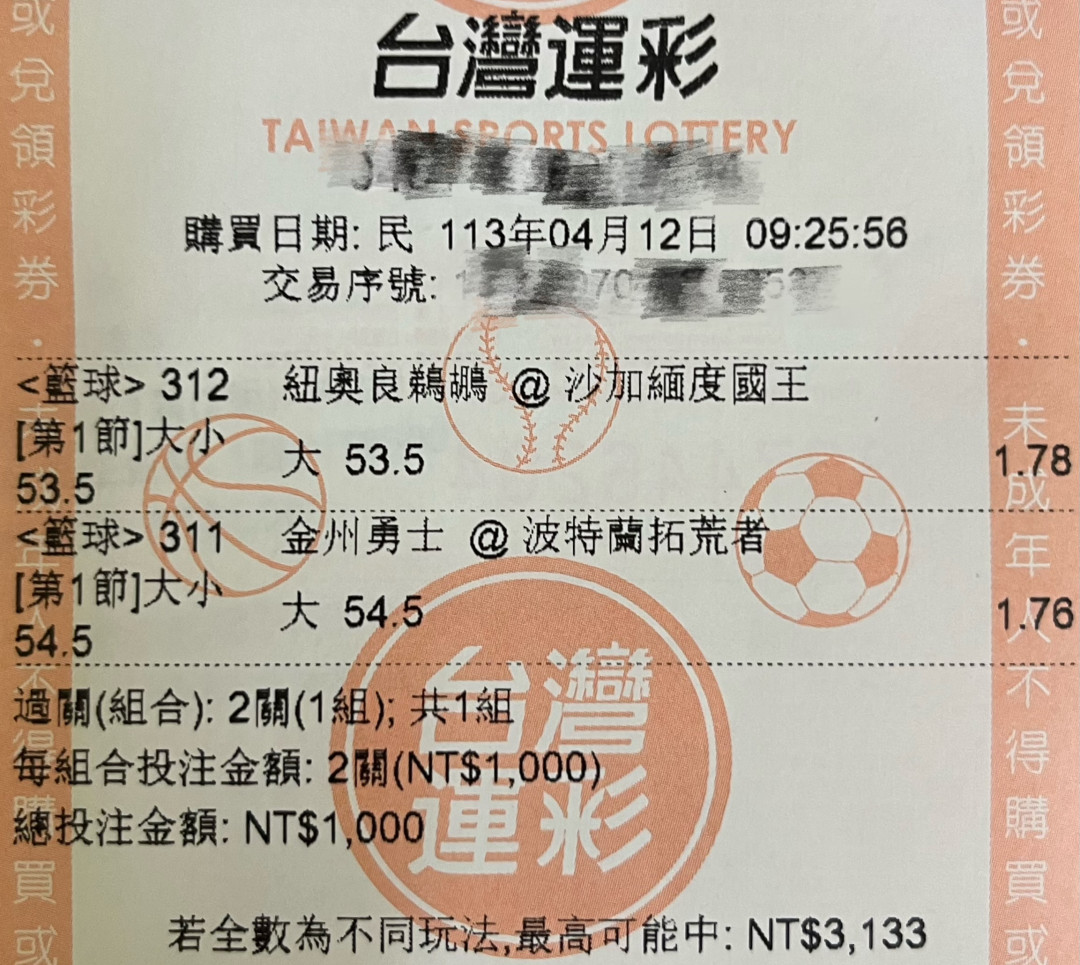 台灣運彩
TAIWAN SPORTS LOTTERY
購買日期: 民 113年04月12日 09:25:56
交易序號:
<籃球> 312 紐奧良鵜鶘 @ 沙加緬度國王
[第1節]大小 大 53.5 1.78
53.5
<籃球> 311 金州勇士 @ 波特蘭拓荒者
[第1節]大小 大 54.5 1.76
54.5
過關(組合): 2關(1組); 共1組
每組合投注金額: 2關(NT$1,000)
總投注金額: NT$1,000
若全數為不同玩法,最高可能中: NT$3,133
台灣
運彩
或兌領彩券・
或兌領彩券・未成年人不得購買或